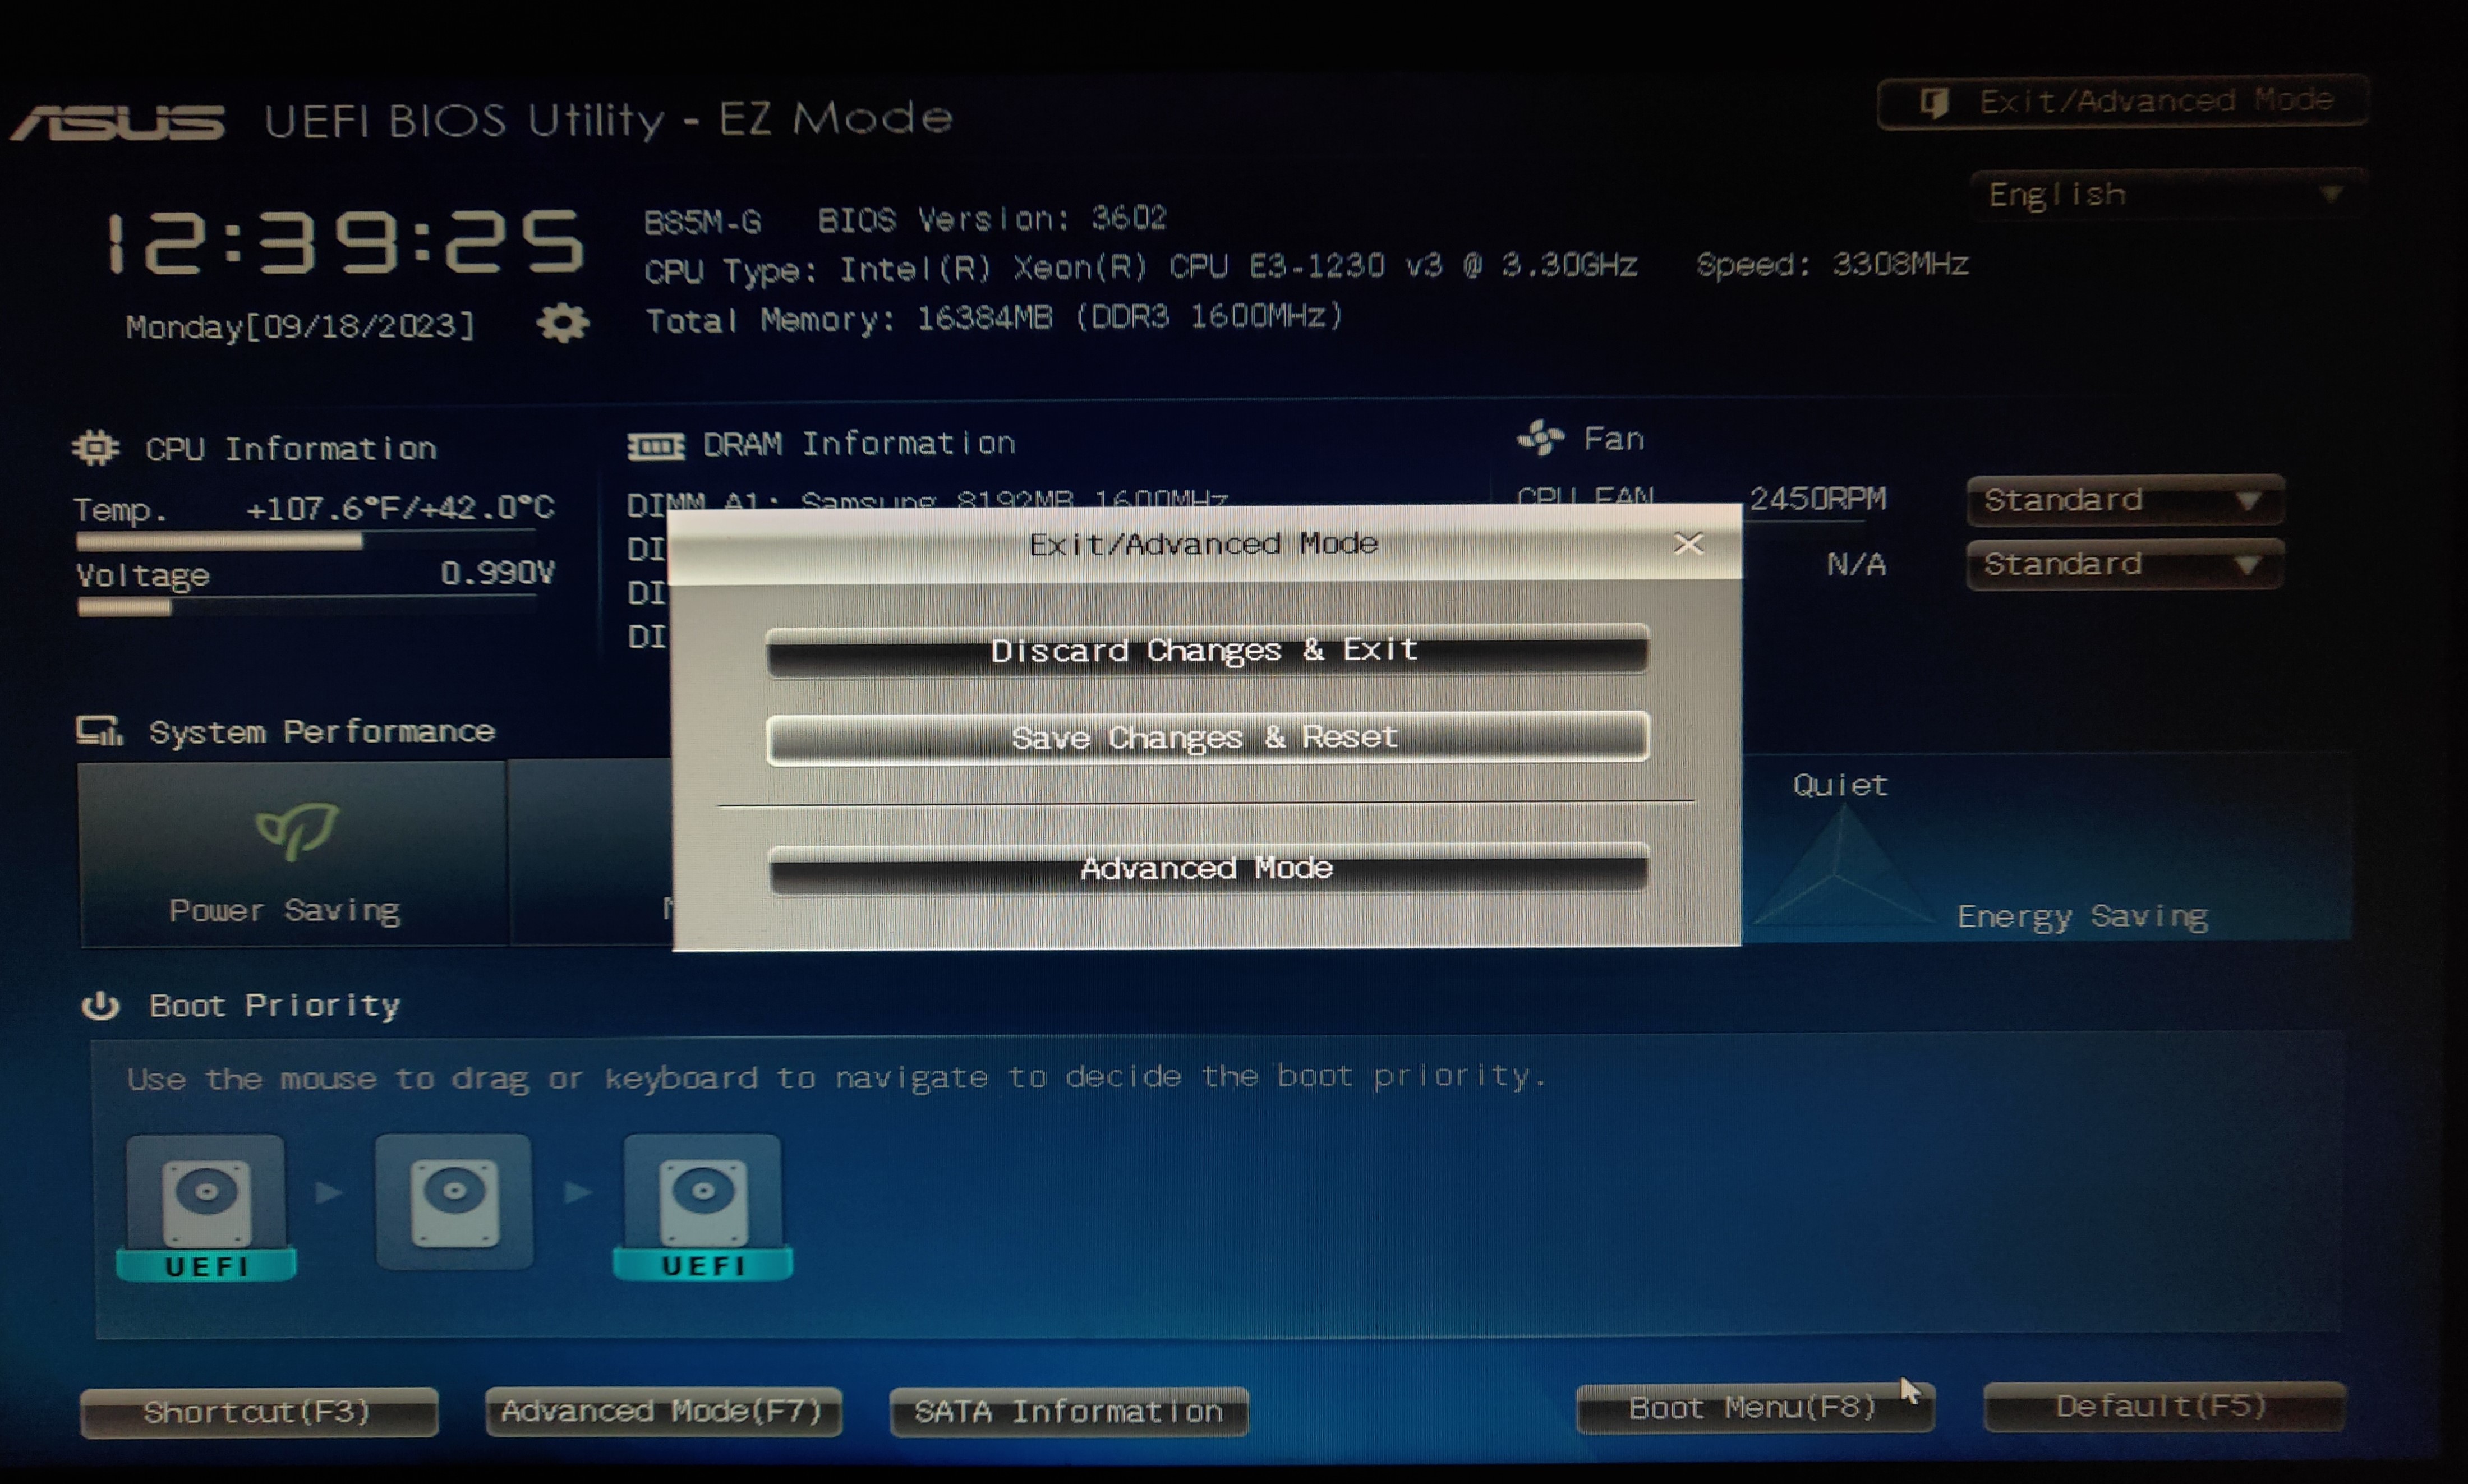 ASUS UEFI BIOS Utility - EZ Mode
Exit/Advanced Mode
English
12:39:25
Monday[09/18/2023]
B85M-G BIOS Version: 3602
CPU Type: Intel(R) Xeon(R) CPU E3-1230 v3 @ 3.30GHz Speed: 3308MHz
Total Memory: 16384MB (DDR3 1600MHz)
CPU Information
Temp. +107.6°F/+42.0°C
Voltage 0.990V
DRAM Information
DIMM A1: Samsung 8192MB 1600MHz
DI
DI
DI
Fan
CPU FAN 2450RPM Standard
N/A Standard
Exit/Advanced Mode
Discard Changes & Exit
Save Changes & Reset
Advanced Mode
System Performance
Power Saving
Quiet
Energy Saving
Boot Priority
Use the mouse to drag or keyboard to navigate to decide the boot priority.
UEFI UEFI
Shortcut(F3) Advanced Mode(F7) SATA Information Boot Menu(F8) Default(F5)